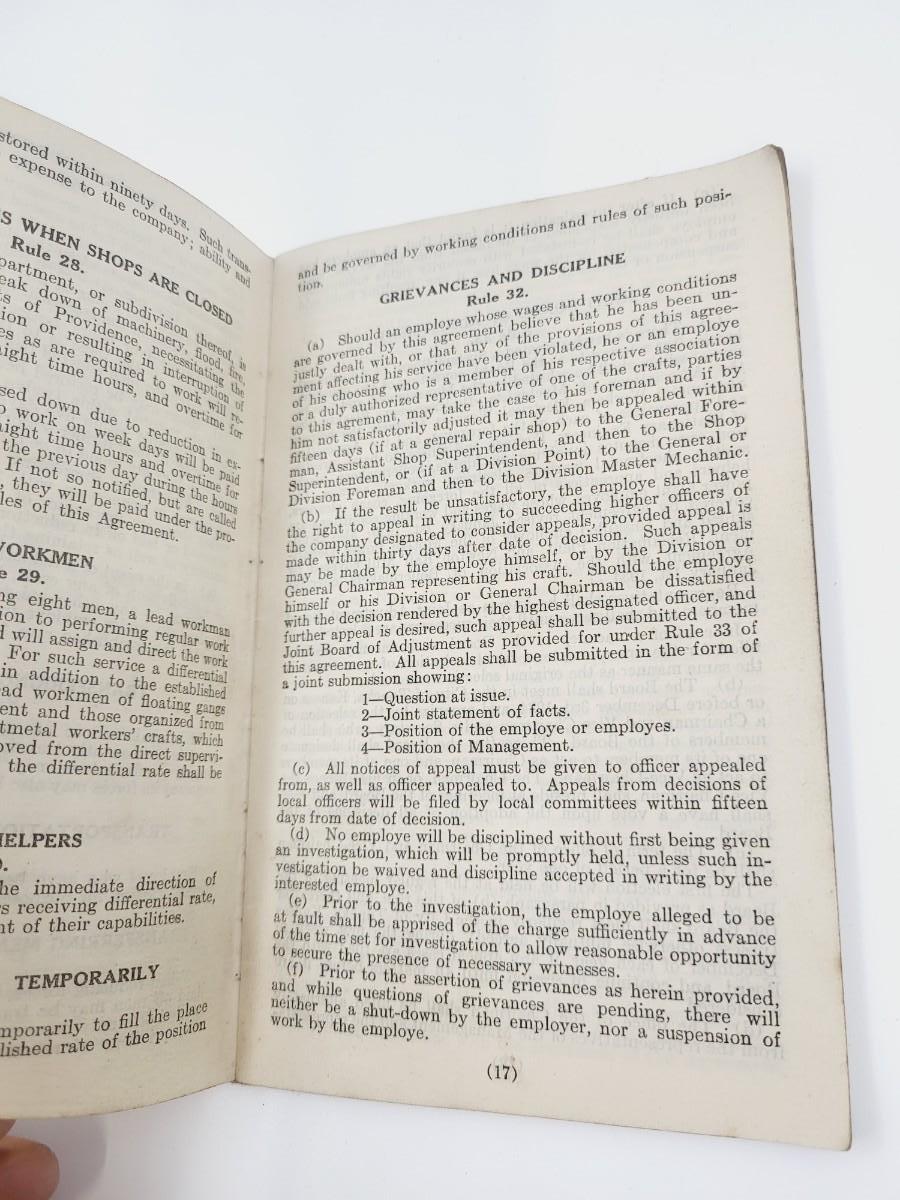 stored within ninety days. Such trans-
expense to the company; ability and
S WHEN SHOPS ARE CLOSED
Rule 28.
partment, or subdivision thereof, is
eak down of machinery, flood, fire,
ts of Providence, necessitating the
ion or resulting in interruption of
es as are required to work will re-
aight time hours, and overtime for
sed down due to reduction in ex-
o work on week days will be paid
aight time hours and overtime for
the previous day during the hours
If not so notified, but are called
, they will be paid under the pro-
les of this Agreement.
WORKMEN
e 29.
ng eight men, a lead workman
ion to performing regular work
d will assign and direct the work
For such service a differential
in addition to the established
ead workmen of floating gangs
ent and those organized from
tmetal workers' crafts, which
oved from the direct supervi-
the differential rate shall be
HELPERS
0.
he immediate direction of
s receiving differential rate,
nt of their capabilities.
TEMPORARILY
mporarily to fill the place
lished rate of the position
and be governed by working conditions and rules of such posi-
tion.
GRIEVANCES AND DISCIPLINE
Rule 32.
(a) Should an employe whose wages and working conditions
are governed by this agreement believe that he has been un-
justly dealt with, or that any of the provisions of this agree-
ment affecting his service have been violated, he or an employe
of his choosing who is a member of his respective association
or a duly authorized representative of one of the crafts, parties
to this agrement, may take the case to his foreman and if by
him not satisfactorily adjusted it may then be appealed within
fifteen days (if at a general repair shop) to the General Fore-
man, Assistant Shop Superintendent, and then to the Shop
Superintendent, or (if at a Division Point) to the General or
Division Foreman and then to the Division Master Mechanic.
(b) If the result be unsatisfactory, the employe shall have
the right to appeal in writing to succeeding higher officers of
the company designated to consider appeals, provided appeal is
made within thirty days after date of decision. Such appeals
may be made by the employe himself, or by the Division or
General Chairman representing his craft. Should the employe
himself or his Division or General Chairman be dissatisfied
with the decision rendered by the highest designated officer, and
further appeal is desired, such appeal shall be submitted to the
Joint Board of Adjustment as provided for under Rule 33 of
this agreement. All appeals shall be submitted in the form of
a joint submission showing:
1—Question at issue.
2—Joint statement of facts.
3—Position of the employe or employes.
4—Position of Management.
(c) All notices of appeal must be given to officer appealed
from, as well as officer appealed to. Appeals from decisions of
local officers will be filed by local committees within fifteen
days from date of decision.
(d) No employe will be disciplined without first being given
an investigation, which will be promptly held, unless such in-
vestigation be waived and discipline accepted in writing by the
interested employe.
(e) Prior to the investigation, the employe alleged to be
at fault shall be apprised of the charge sufficiently in advance
of the time set for investigation to allow reasonable opportunity
to secure the presence of necessary witnesses.
(f) Prior to the assertion of grievances as herein provided,
and while questions of grievances are pending, there will
neither be a shut-down by the employer, nor a suspension of
work by the employe.
(17)